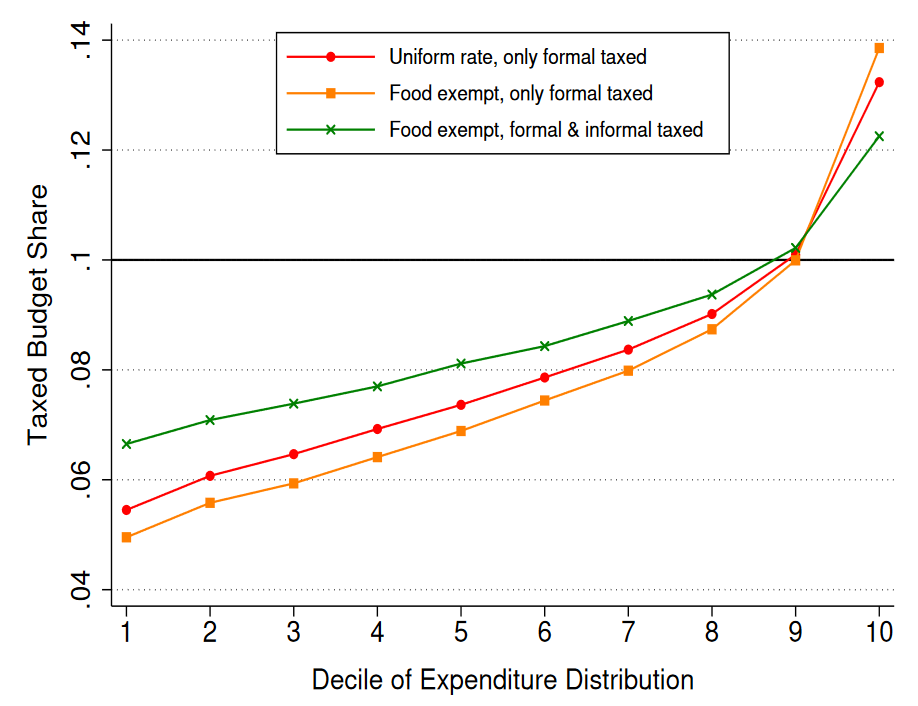 Uniform rate, only formal taxed
Food exempt, only formal taxed
Food exempt, formal & informal taxed
Taxed Budget Share
.14
.12
.1
.08
.06
.04
1 2 3 4 5 6 7 8 9 10
Decile of Expenditure Distribution